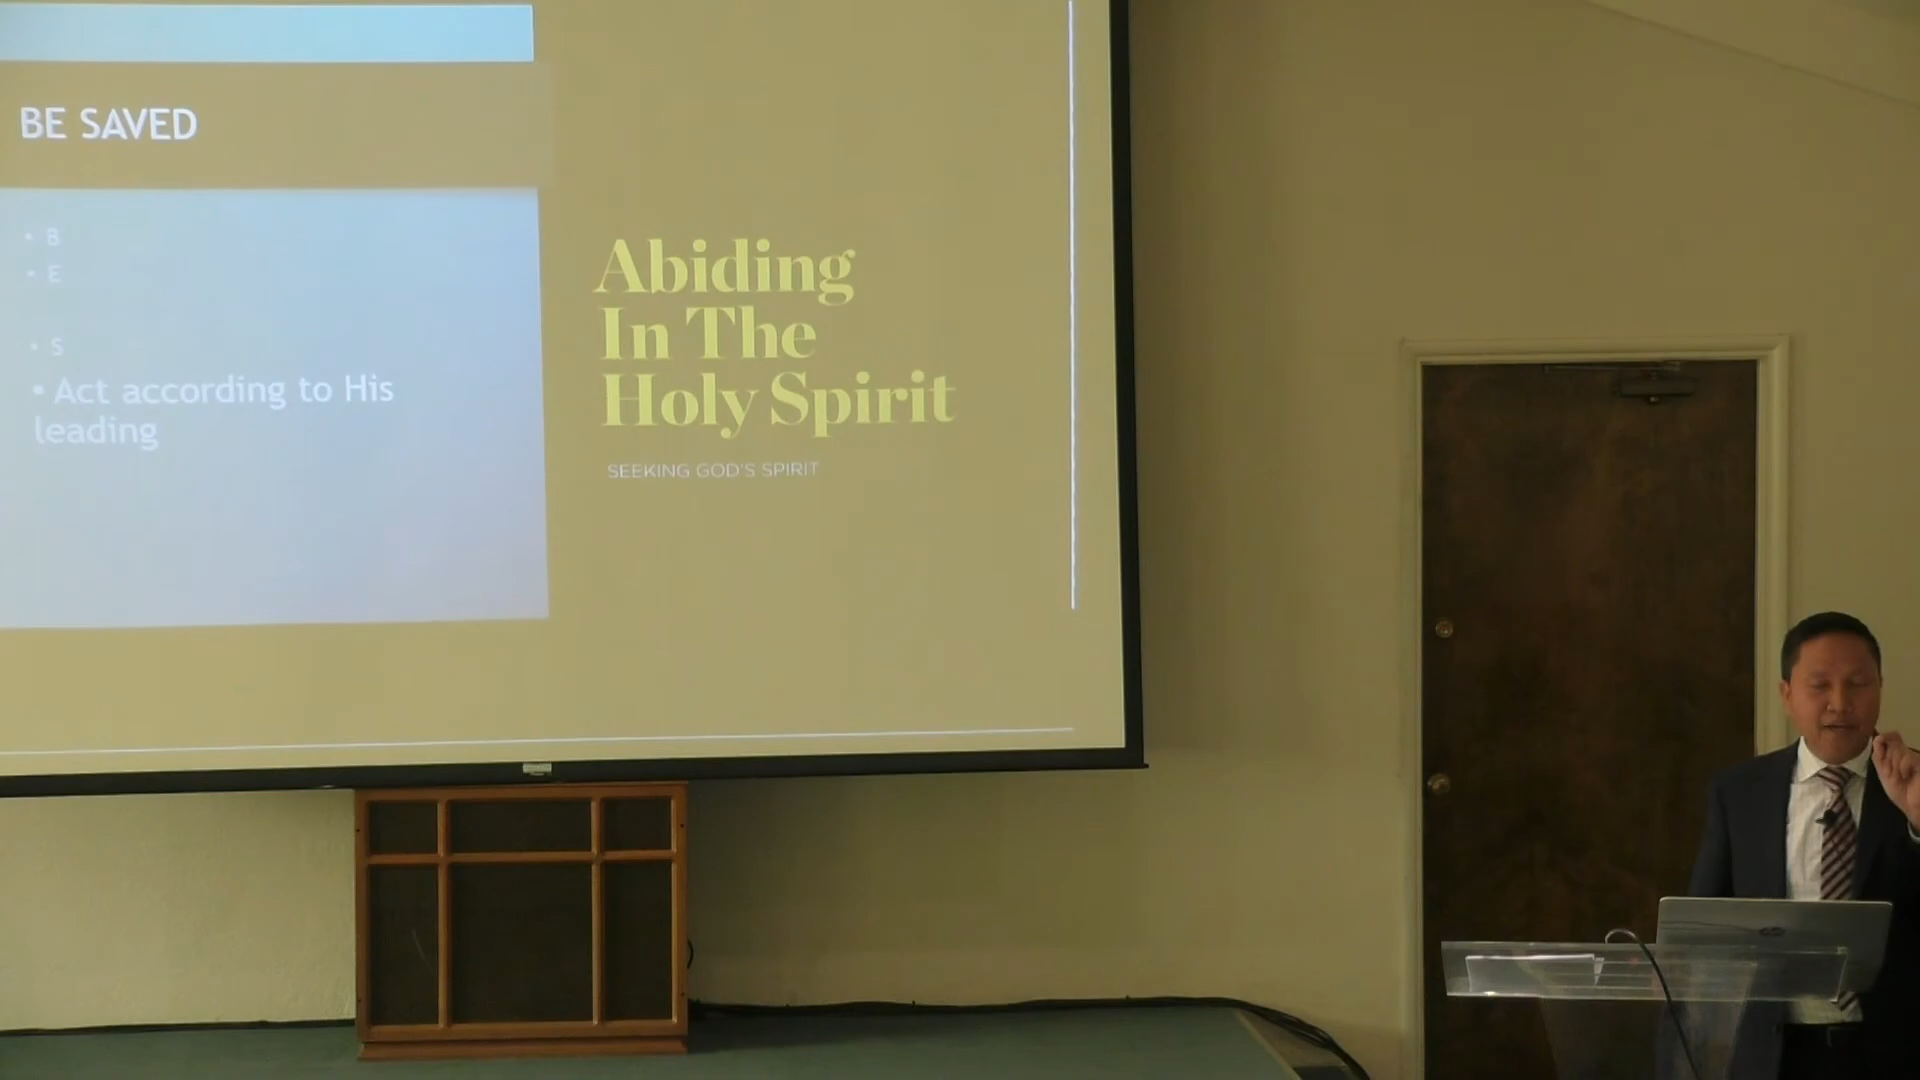 BE SAVED
• B
• E
• S
• Act according to His
leading
Abiding
In The
Holy Spirit
SEEKING GOD'S SPIRIT